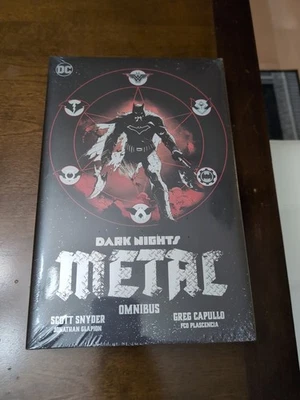 DC
DARK NIGHTS
METAL
OMNIBUS
SCOTT SNYDER GREG CAPULLO
JONATHAN GLAPION FCO PLASCENCIA